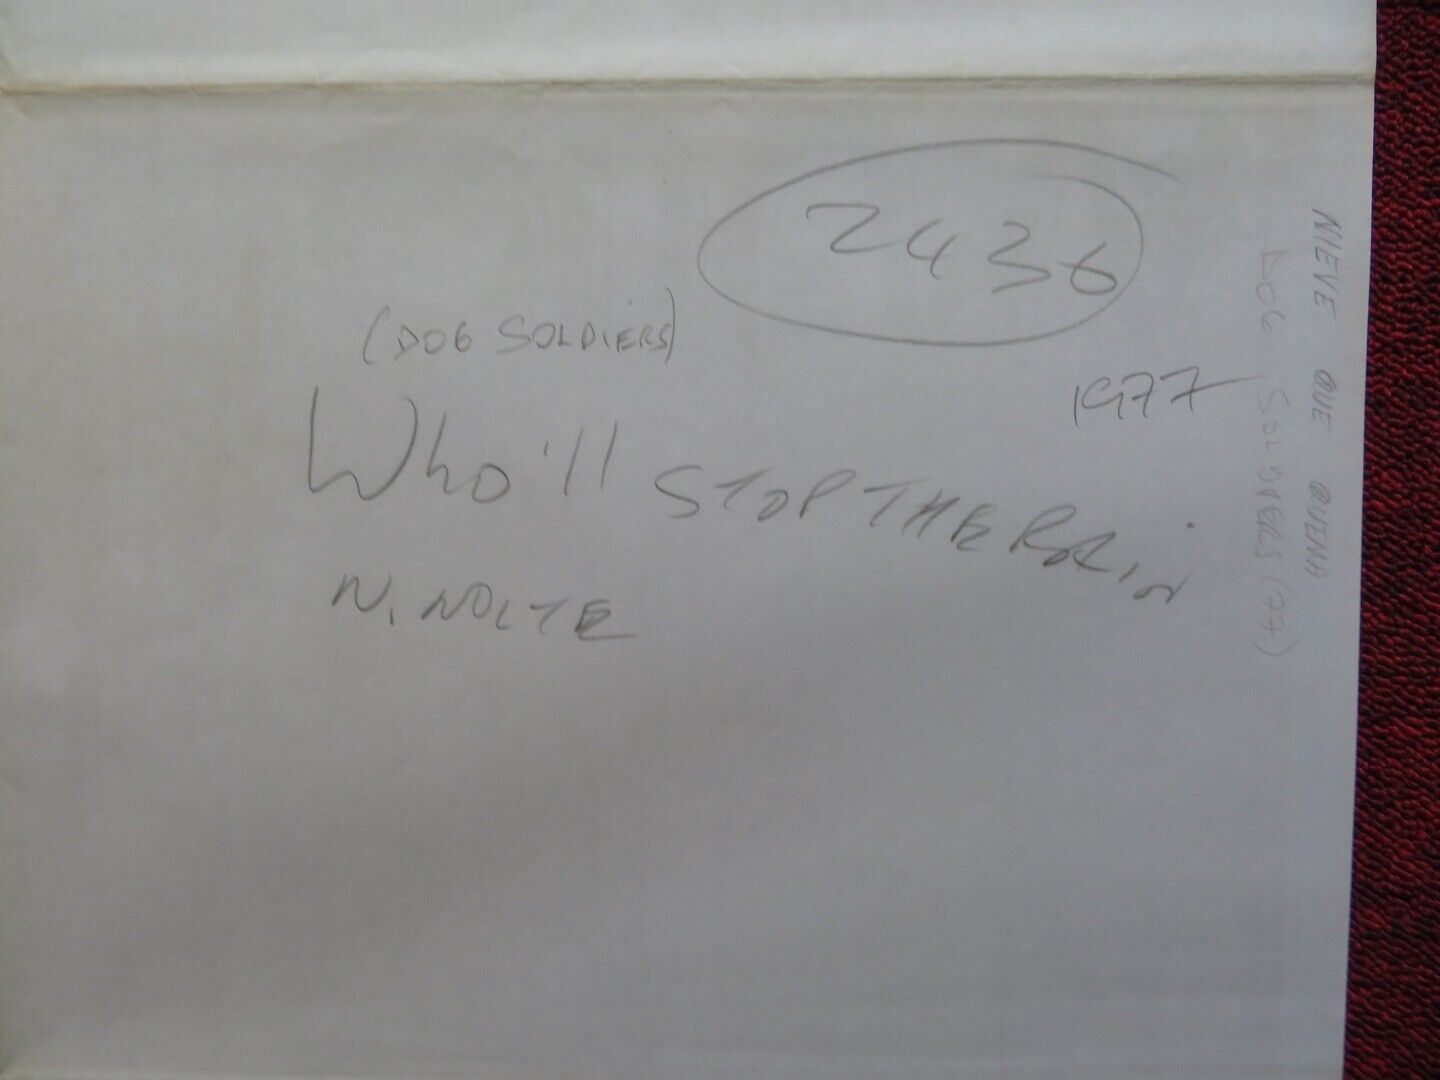 2436
(DOG SOLDIERS)
1977
Who'll STOP THE RAIN
N. NOLTE
NIEVE QUE QUEMA
DOG SOLDIERS (77)